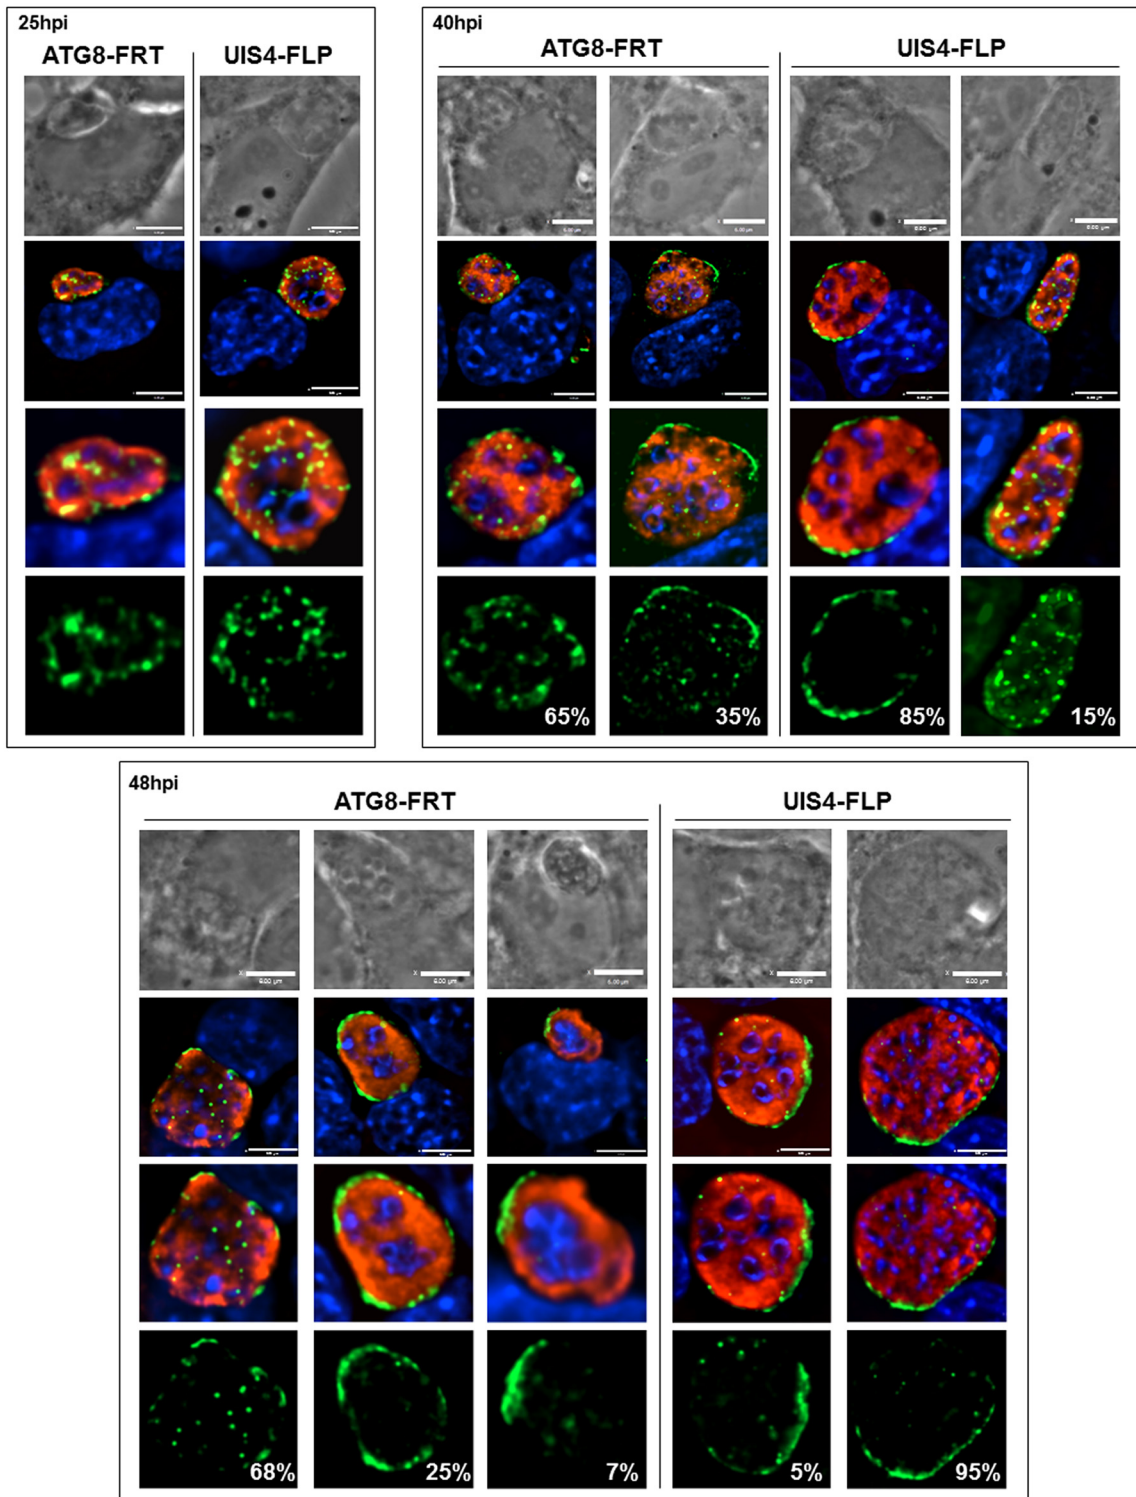 25hpi
ATG8-FRT
UIS4-FLP
40hpi
ATG8-FRT
UIS4-FLP
65%
35%
85%
15%
48hpi
ATG8-FRT
UIS4-FLP
68%
25%
7%
5%
95%